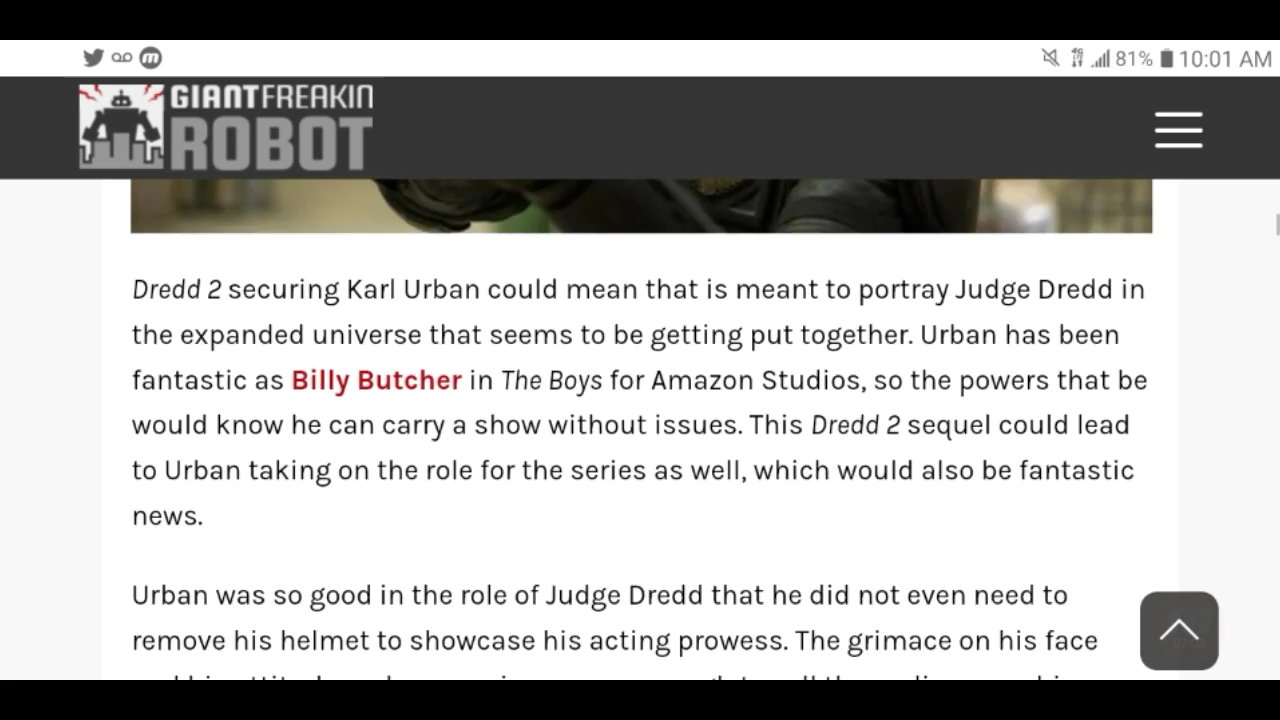 81% 10:01 AM
GIANTFREAKIN
ROBOT
Dredd 2 securing Karl Urban could mean that is meant to portray Judge Dredd in
the expanded universe that seems to be getting put together. Urban has been
fantastic as Billy Butcher in The Boys for Amazon Studios, so the powers that be
would know he can carry a show without issues. This Dredd 2 sequel could lead
to Urban taking on the role for the series as well, which would also be fantastic
news.
Urban was so good in the role of Judge Dredd that he did not even need to
remove his helmet to showcase his acting prowess. The grimace on his face